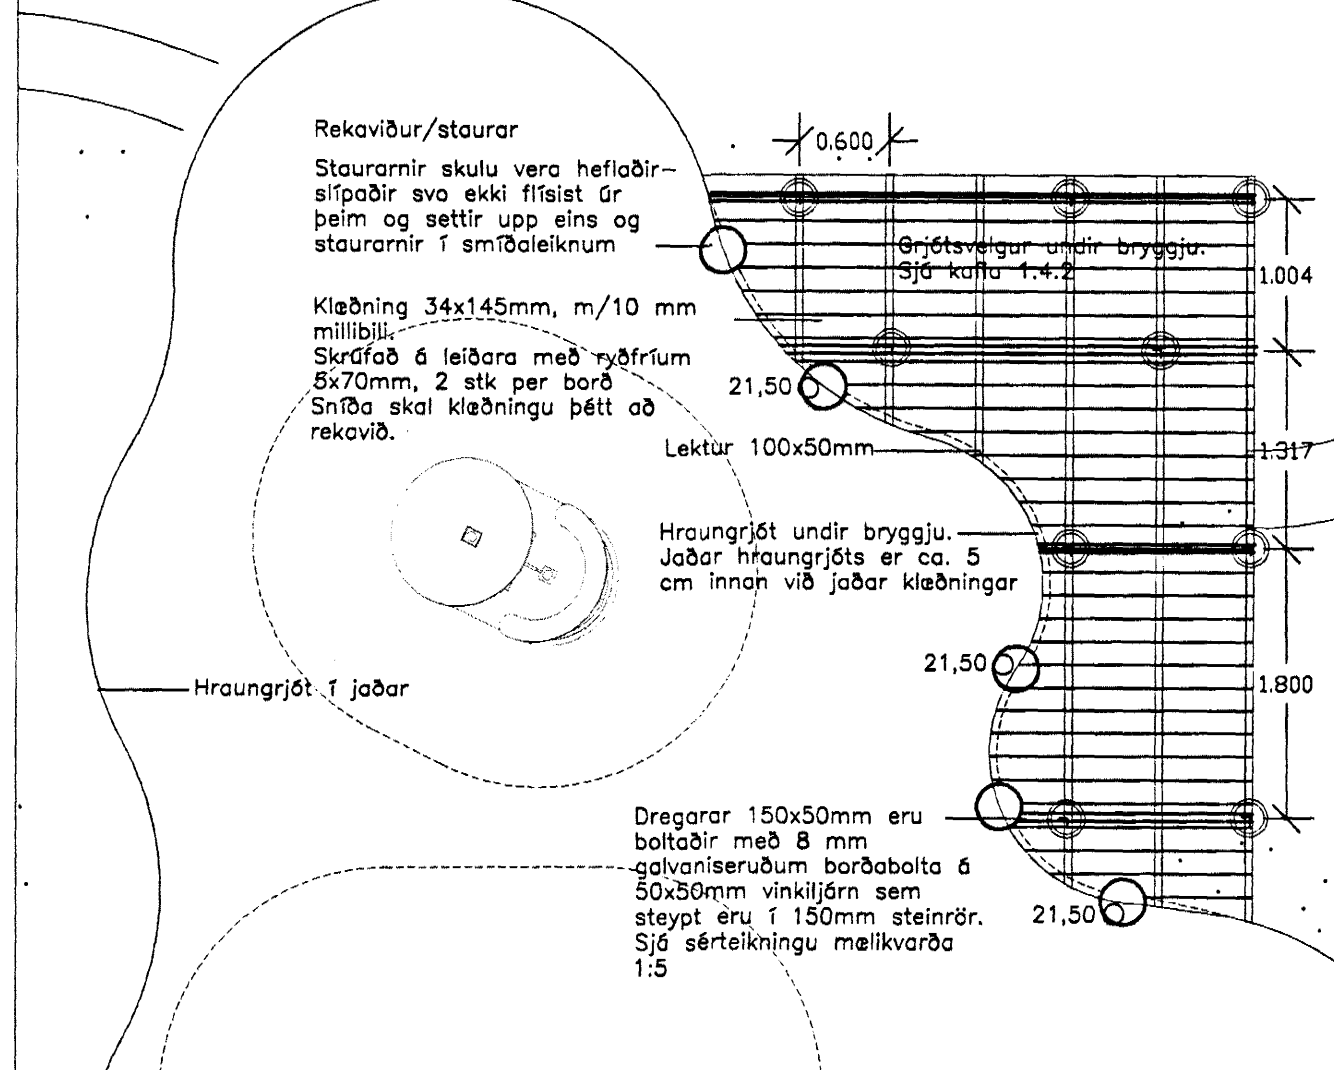 Rekaviður/staurar
Staurarnir skulu vera heflaðir-
slípaðir svo ekki flísist úr
þeim og settir upp eins og
staurarnir í smíðaleiknum
0.600
Grjótsvelgur undir bryggju.
Sjá kafla 1.4.2
1.004
Klæðning 34x145mm, m/10 mm
millibili.
Skrúfað á leiðara með ryðfríum
5x70mm, 2 stk per borð
Sníða skal klæðningu þétt að
rekavið.
21,50
Lektur 100x50mm
1.317
Hraungrjót undir bryggju.
Jaðar hraungrjóts er ca. 5
cm innan við jaðar klæðningar
21,50
1.800
Hraungrjót í jaðar
Dregarar 150x50mm eru
boltaðir með 8 mm
galvaniseruðum borðabolta á
50x50mm vinkiljárn sem
steypt eru í 150mm steinrör.
Sjá sérteikningu mælikvarða
1:5
21,50